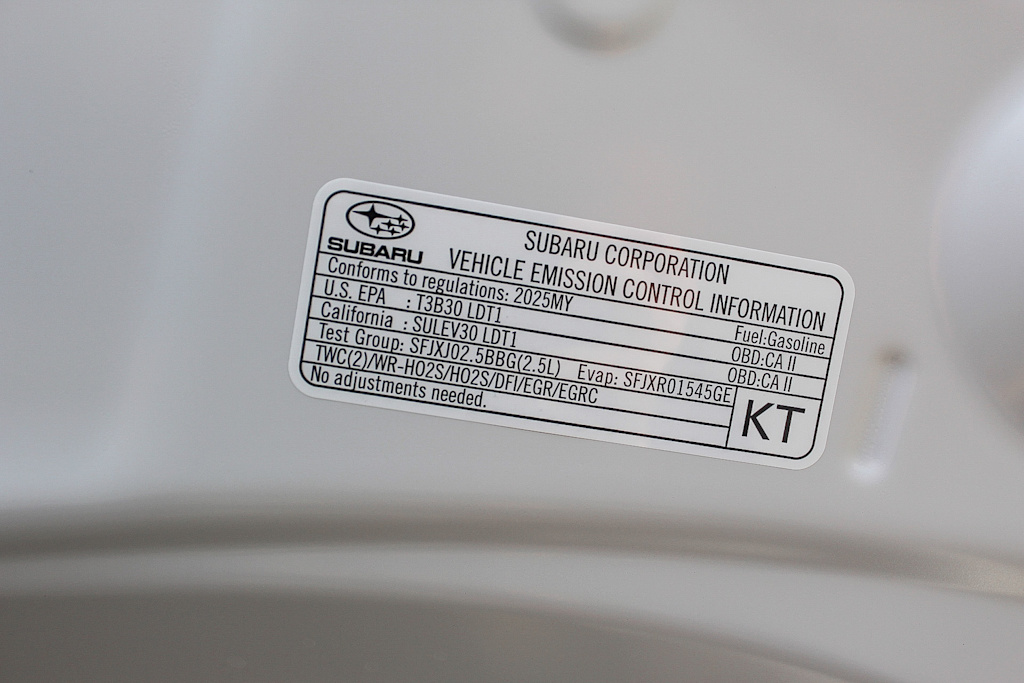 SUBARU
SUBARU CORPORATION
VEHICLE EMISSION CONTROL INFORMATION
Conforms to regulations: 2025MY Fuel:Gasoline
U.S. EPA : T3B30 LDT1 OBD:CA II
California : SULEV30 LDT1 OBD:CA II
Test Group: SFJXJ02.5BBG(2.5L) Evap: SFJXR01545GE
TWC(2)/WR-HO2S/HO2S/DFI/EGR/EGRC
No adjustments needed.
KT